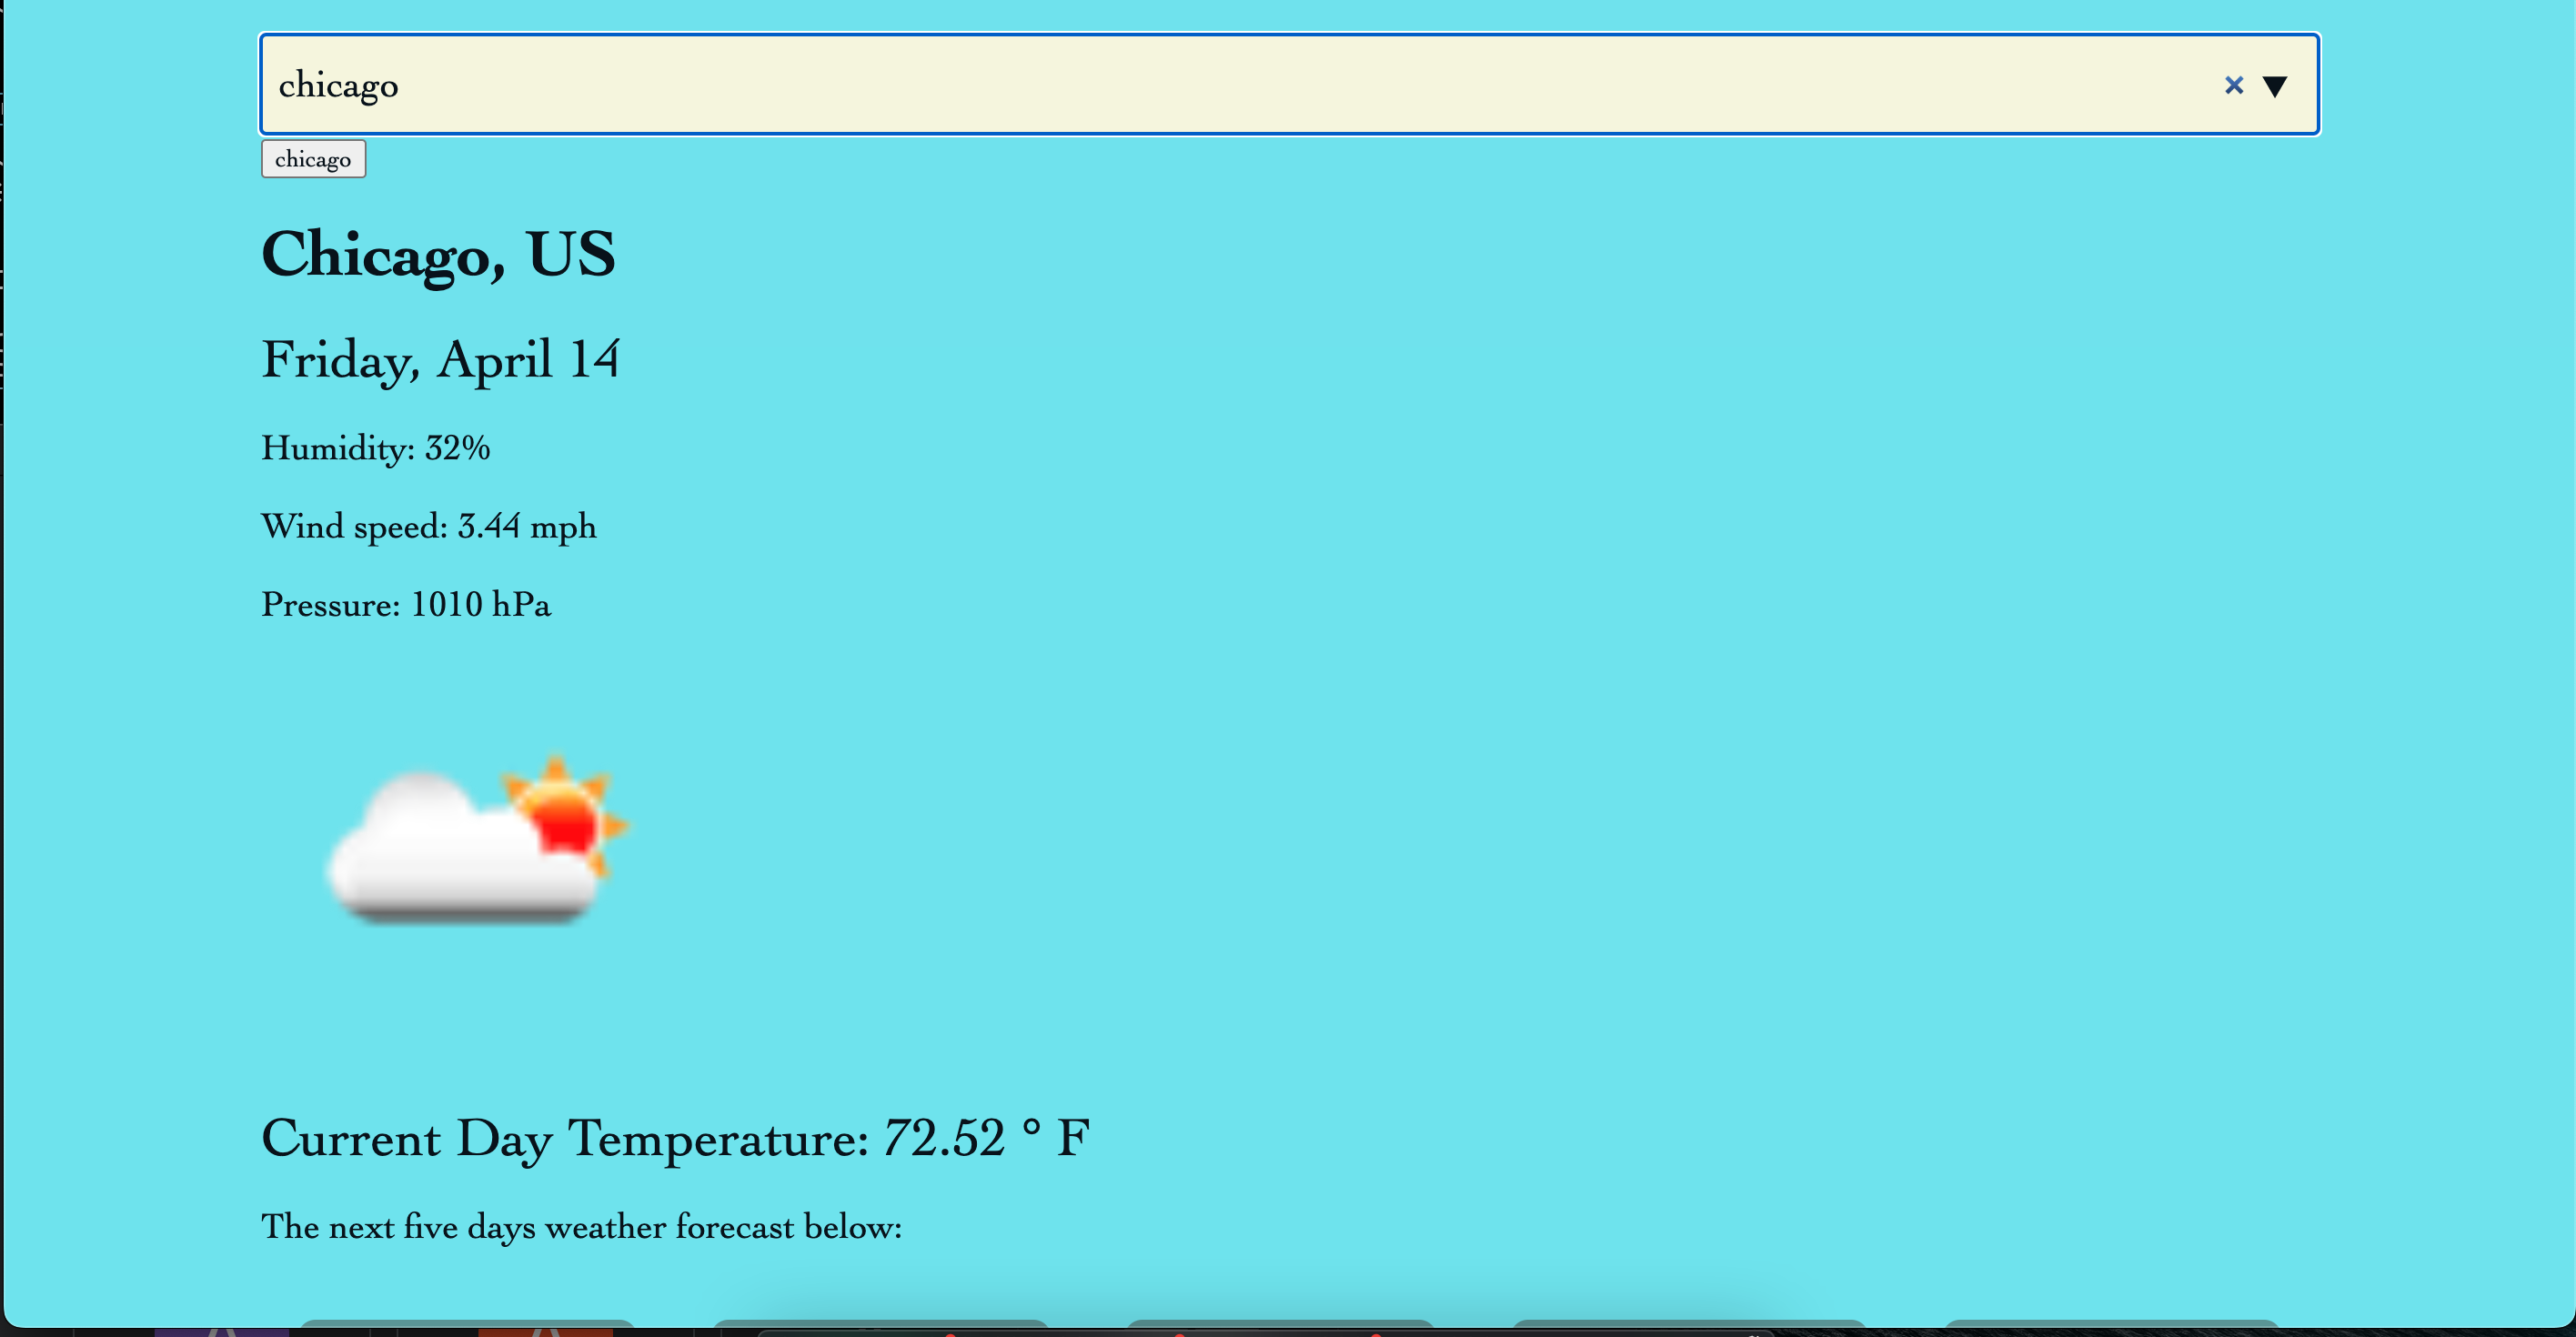 chicago
chicago
Chicago, US
Friday, April 14
Humidity: 32%
Wind speed: 3.44 mph
Pressure: 1010 hPa
Current Day Temperature: 72.52 ° F
The next five days weather forecast below: